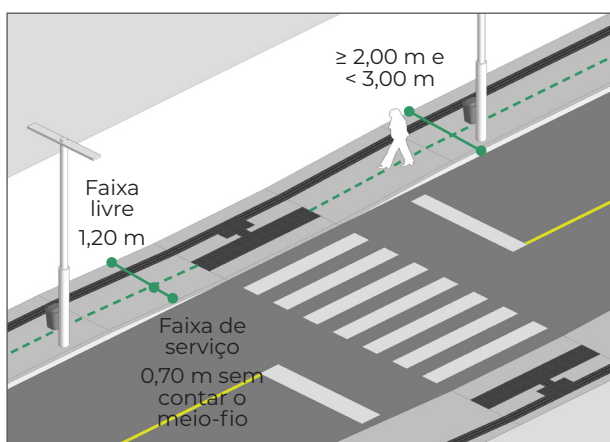 ≥ 2,00 m e
< 3,00 m
Faixa
livre
1,20 m
Faixa de
serviço
0,70 m sem
contar o
meio-fio